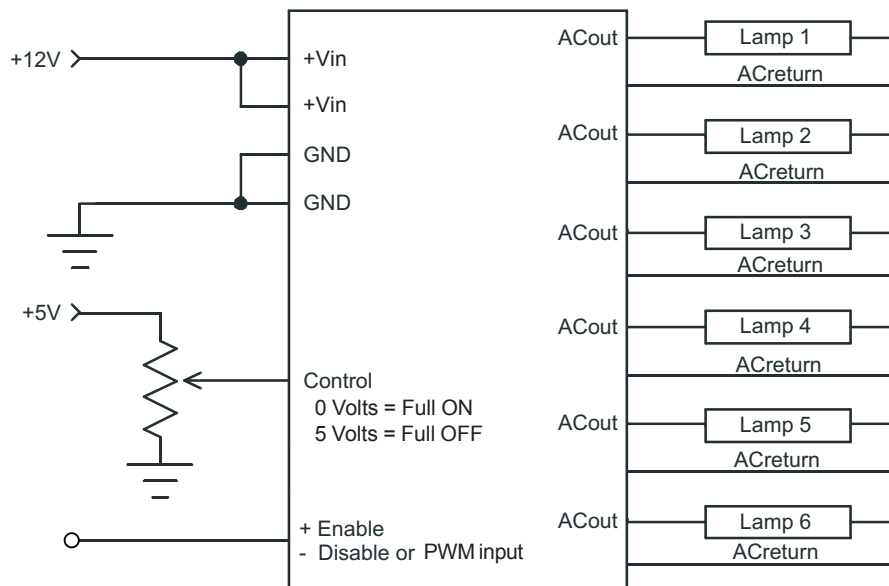 +12V
+Vin
+Vin
GND
GND
+5V
Control
0 Volts = Full ON
5 Volts = Full OFF
+ Enable
- Disable or PWM input
ACout
Lamp 1
ACreturn
ACout
Lamp 2
ACreturn
ACout
Lamp 3
ACreturn
ACout
Lamp 4
ACreturn
ACout
Lamp 5
ACreturn
ACout
Lamp 6
ACreturn